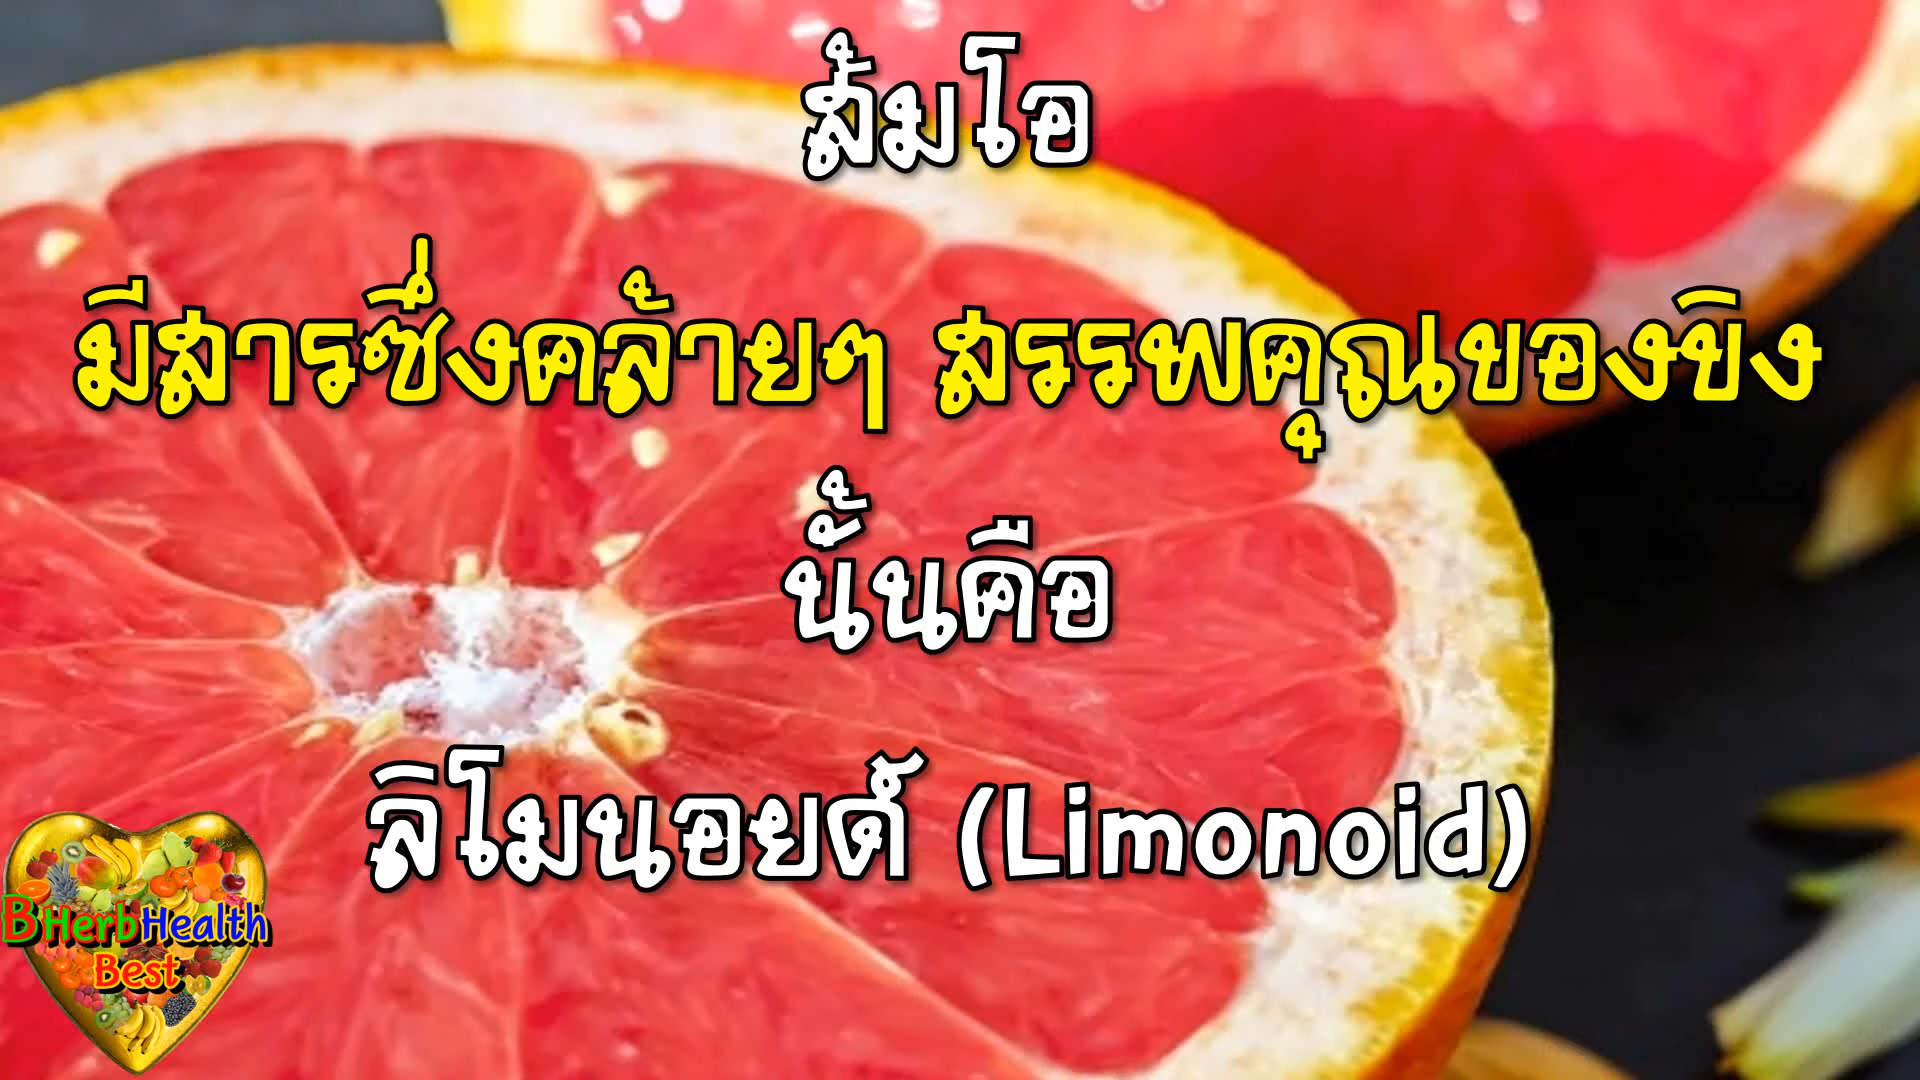 ส้มโอ
มีสารซึ่งคล้ายๆ สรรพคุณของขิง
นั้นคือ
ลิโมนอยด์ (Limonoid)
BHerbHealth
Best